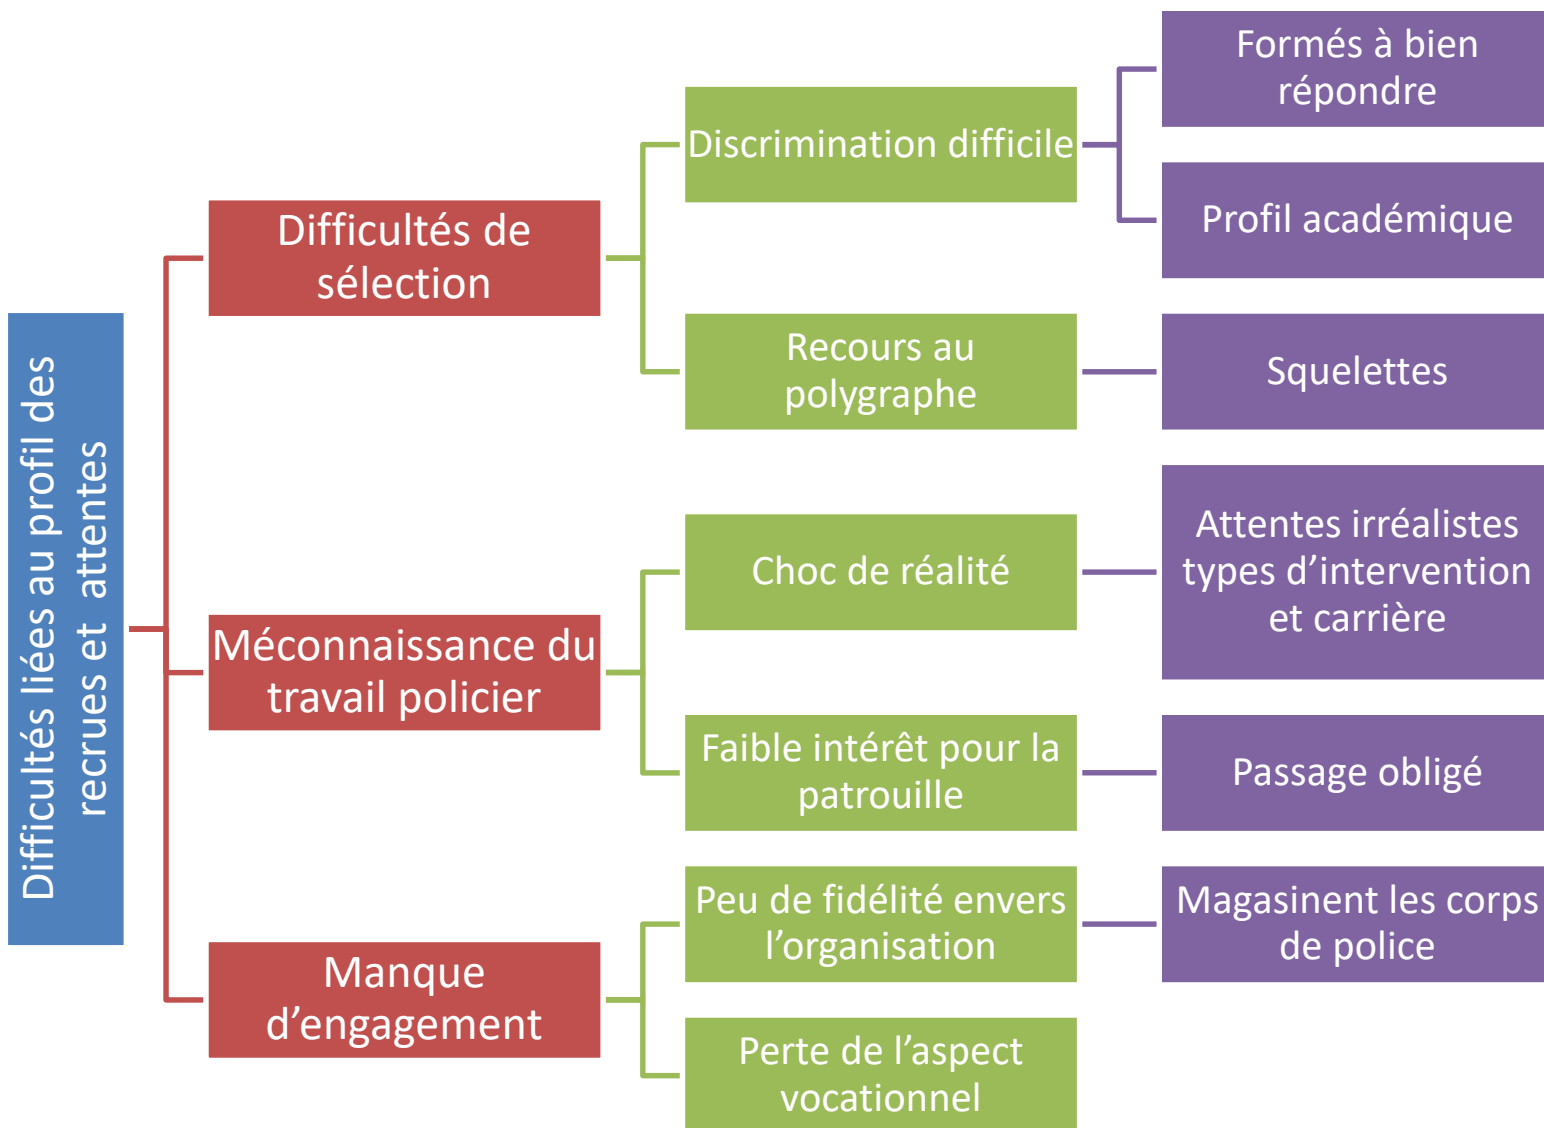 Difficultés liées au profil des
recrues et  attentes
Difficultés de
sélection
Discrimination difficile
Formés à bien
répondre
Profil académique
Recours au
polygraphe
Squelettes
Méconnaissance du
travail policier
Choc de réalité
Attentes irréalistes
types d’intervention
et carrière
Faible intérêt pour la
patrouille
Passage obligé
Manque
d’engagement
Peu de fidélité envers
l’organisation
Magasinent les corps
de police
Perte de l’aspect
vocationnel